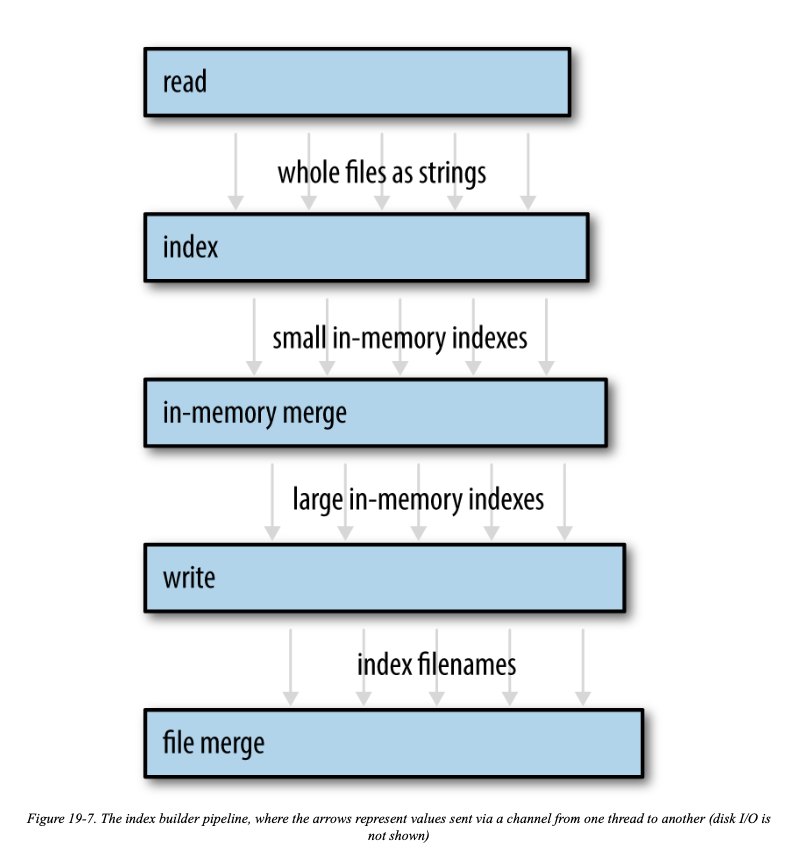 read
whole files as strings
index
small in-memory indexes
in-memory merge
large in-memory indexes
write
index filenames
file merge
Figure 19-7. The index builder pipeline, where the arrows represent values sent via a channel from one thread to another (disk I/O is
not shown)